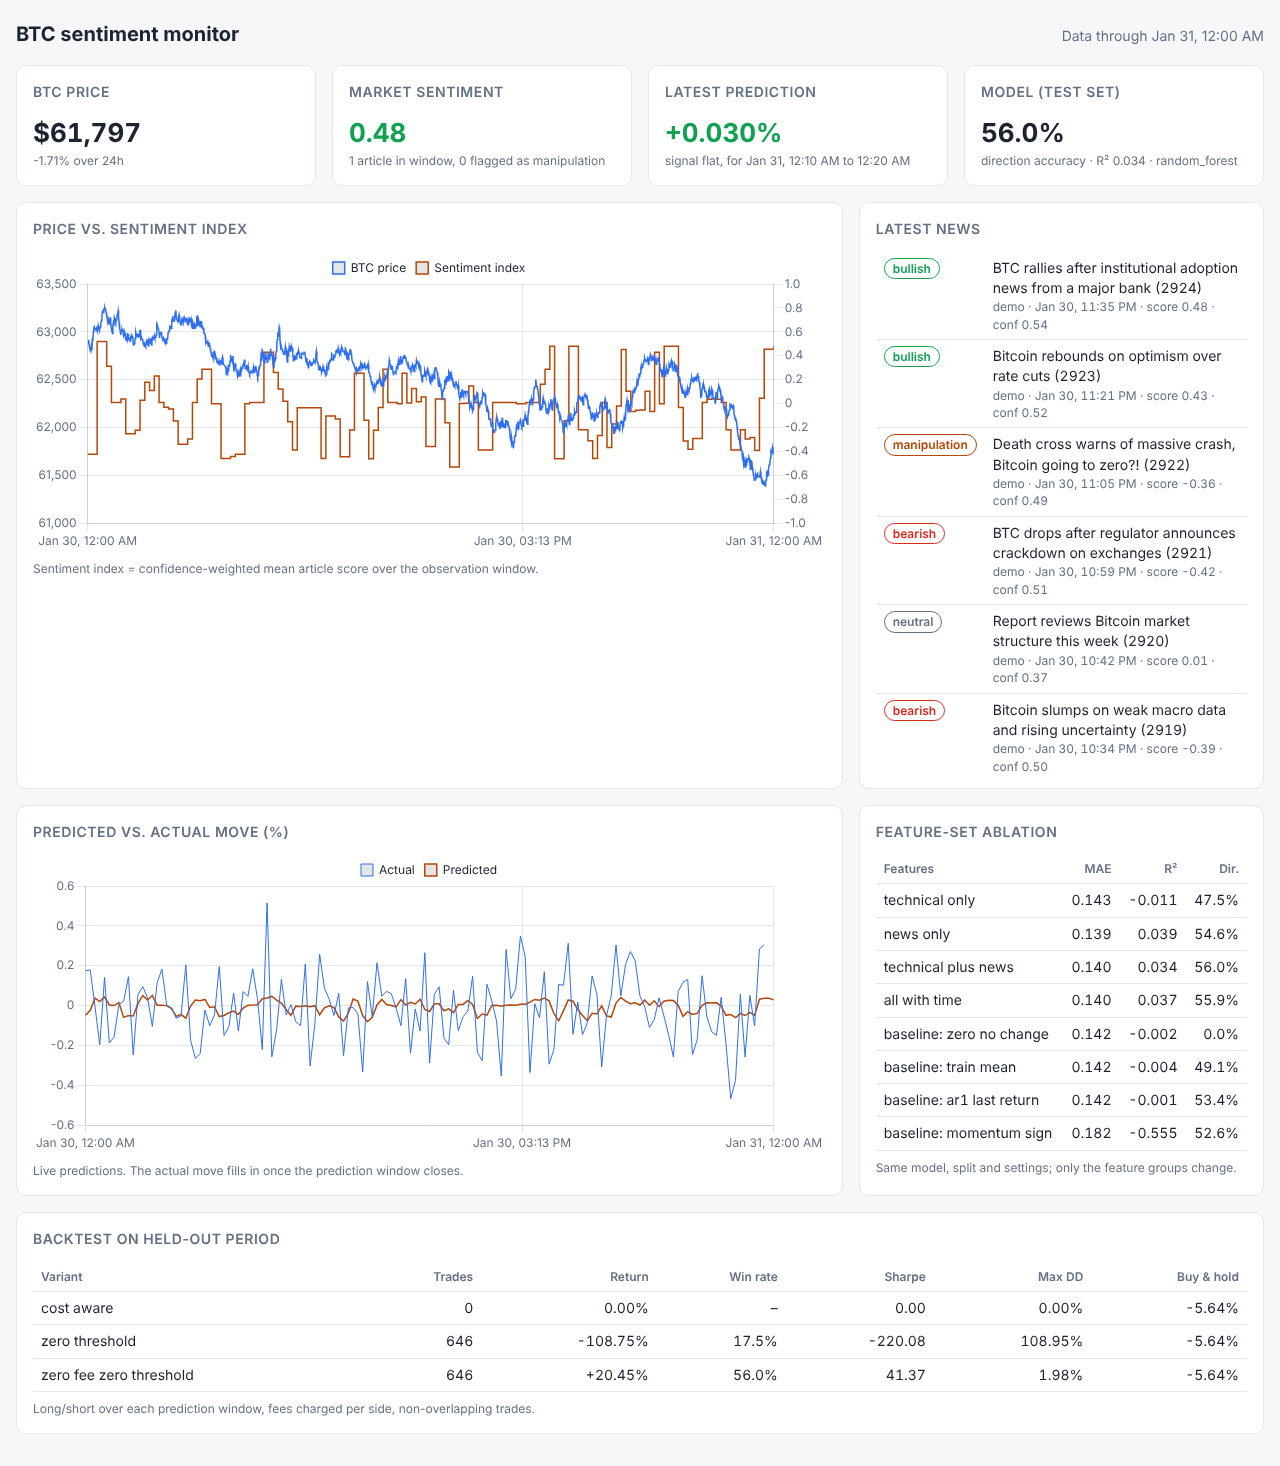 BTC sentiment monitor
Data through Jan 31, 12:00 AM
BTC PRICE
$61,797
-1.71% over 24h
MARKET SENTIMENT
0.48
1 article in window, 0 flagged as manipulation
LATEST PREDICTION
+0.030%
signal flat, for Jan 31, 12:10 AM to 12:20 AM
MODEL (TEST SET)
56.0%
direction accuracy · R² 0.034 · random_forest
PRICE VS. SENTIMENT INDEX
BTC price Sentiment index
63,500
63,000
62,500
62,000
61,500
61,000
1.0
0.8
0.6
0.4
0.2
0
-0.2
-0.4
-0.6
-0.8
-1.0
Jan 30, 12:00 AM Jan 30, 03:13 PM Jan 31, 12:00 AM
Sentiment index = confidence-weighted mean article score over the observation window.
LATEST NEWS
bullish
BTC rallies after institutional adoption
news from a major bank (2924)
demo · Jan 30, 11:35 PM · score 0.48 ·
conf 0.54
bullish
Bitcoin rebounds on optimism over
rate cuts (2923)
demo · Jan 30, 11:21 PM · score 0.43 ·
conf 0.52
manipulation
Death cross warns of massive crash,
Bitcoin going to zero?! (2922)
demo · Jan 30, 11:05 PM · score -0.36 ·
conf 0.49
bearish
BTC drops after regulator announces
crackdown on exchanges (2921)
demo · Jan 30, 10:59 PM · score -0.42 ·
conf 0.51
neutral
Report reviews Bitcoin market
structure this week (2920)
demo · Jan 30, 10:42 PM · score 0.01 ·
conf 0.37
bearish
Bitcoin slumps on weak macro data
and rising uncertainty (2919)
demo · Jan 30, 10:34 PM · score -0.39 ·
conf 0.50
PREDICTED VS. ACTUAL MOVE (%)
Actual Predicted
0.6
0.4
0.2
0
-0.2
-0.4
-0.6
Jan 30, 12:00 AM Jan 30, 03:13 PM Jan 31, 12:00 AM
Live predictions. The actual move fills in once the prediction window closes.
FEATURE-SET ABLATION
Features MAE R² Dir.
technical only 0.143 -0.011 47.5%
news only 0.139 0.039 54.6%
technical plus news 0.140 0.034 56.0%
all with time 0.140 0.037 55.9%
baseline: zero no change 0.142 -0.002 0.0%
baseline: train mean 0.142 -0.004 49.1%
baseline: ar1 last return 0.142 -0.001 53.4%
baseline: momentum sign 0.182 -0.555 52.6%
Same model, split and settings; only the feature groups change.
BACKTEST ON HELD-OUT PERIOD
Variant Trades Return Win rate Sharpe Max DD Buy & hold
cost aware 0 0.00% – 0.00 0.00% -5.64%
zero threshold 646 -108.75% 17.5% -220.08 108.95% -5.64%
zero fee zero threshold 646 +20.45% 56.0% 41.37 1.98% -5.64%
Long/short over each prediction window, fees charged per side, non-overlapping trades.